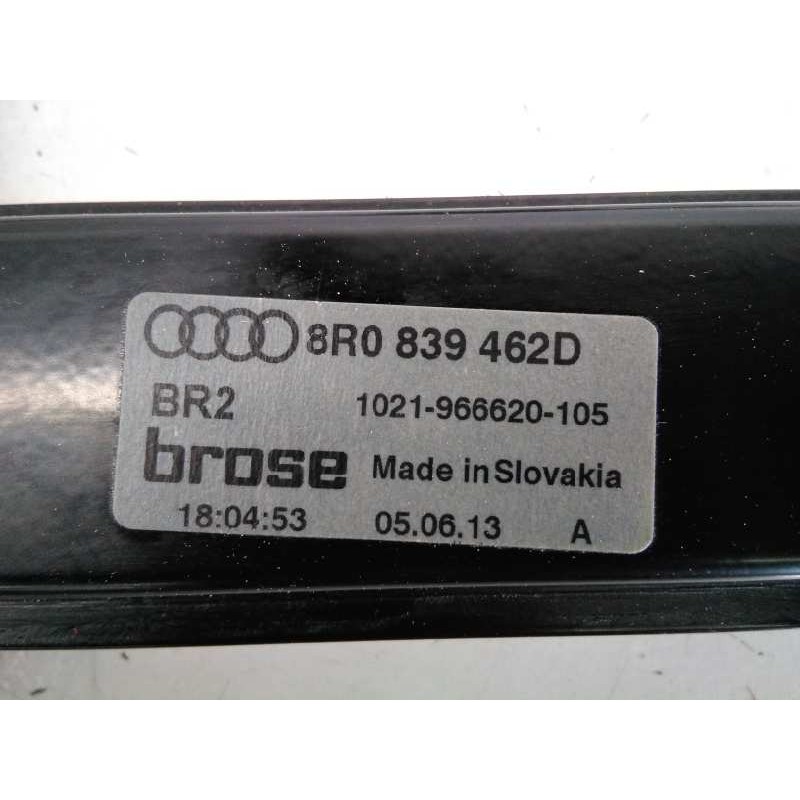 8R0 839 462D
BR2 1021-966620-105
brose Made in Slovakia
18:04:53 05.06.13 A